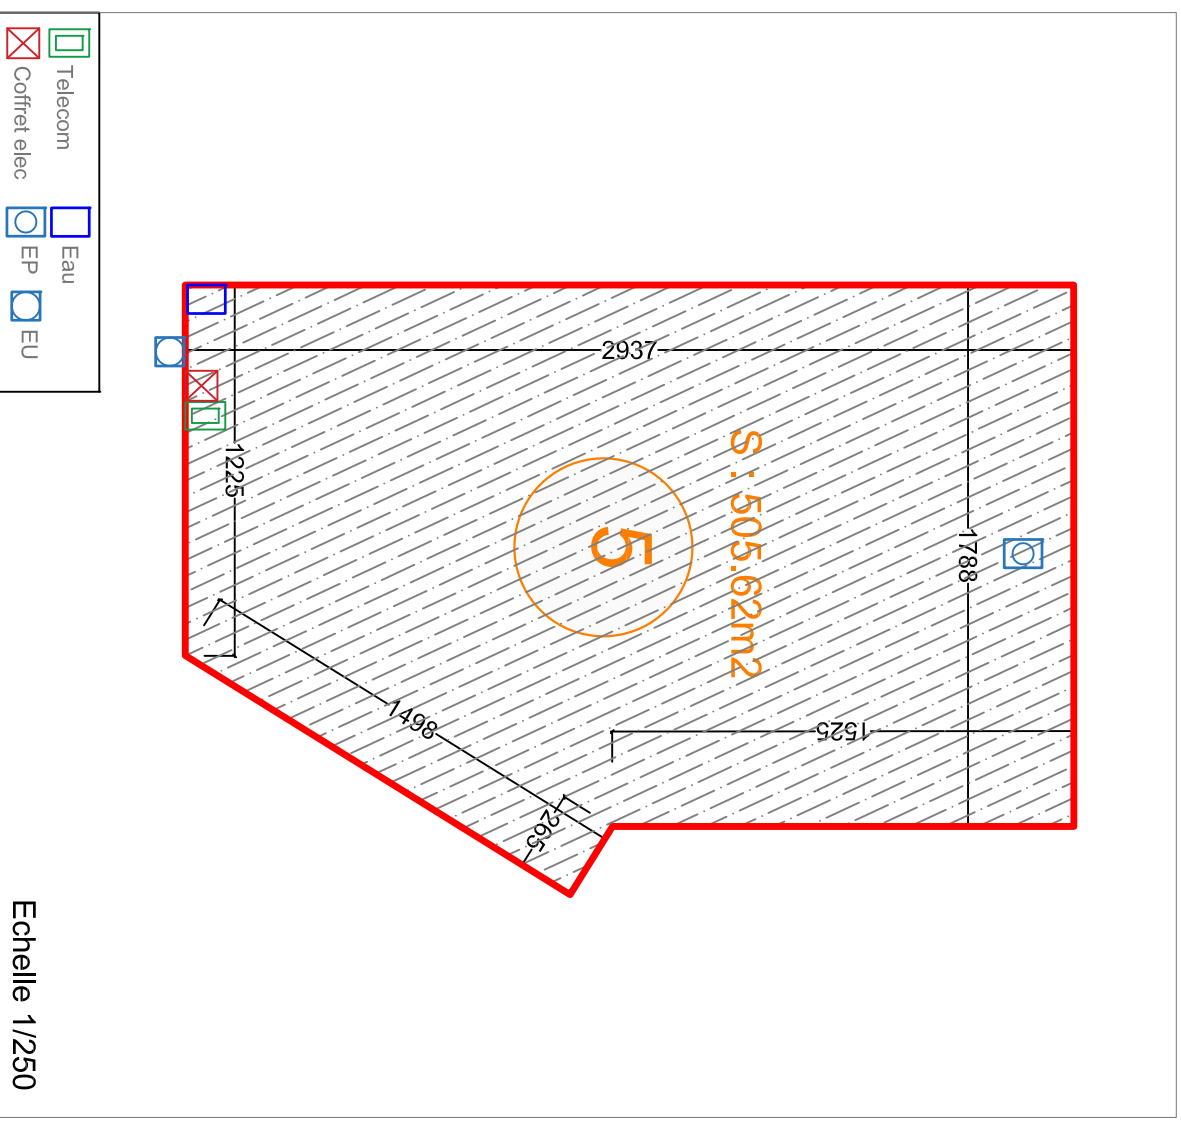 Telecom
Eau
Coffret elec
EP
EU
2937
1225
1788
S : 505.62m2
5
1525
1498
265
Echelle 1/250